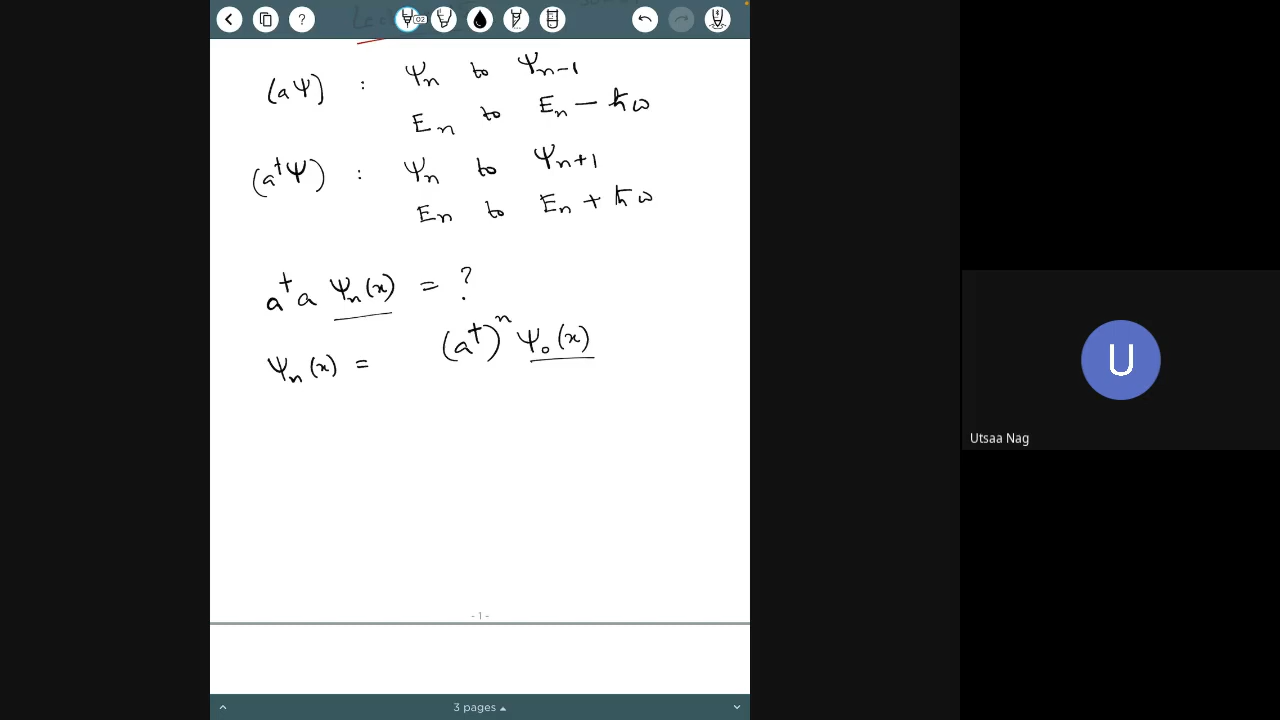 ?
02
(aΨ) : Ψₙ to Ψₙ₋₁
Eₙ to Eₙ − ħω
(a†Ψ) : Ψₙ to Ψₙ₊₁
Eₙ to Eₙ + ħω
a†a Ψₙ(x) = ?
Ψₙ(x) = (a†)ⁿ Ψ₀(x)
- 1 -
3 pages
U
Utsaa Nag